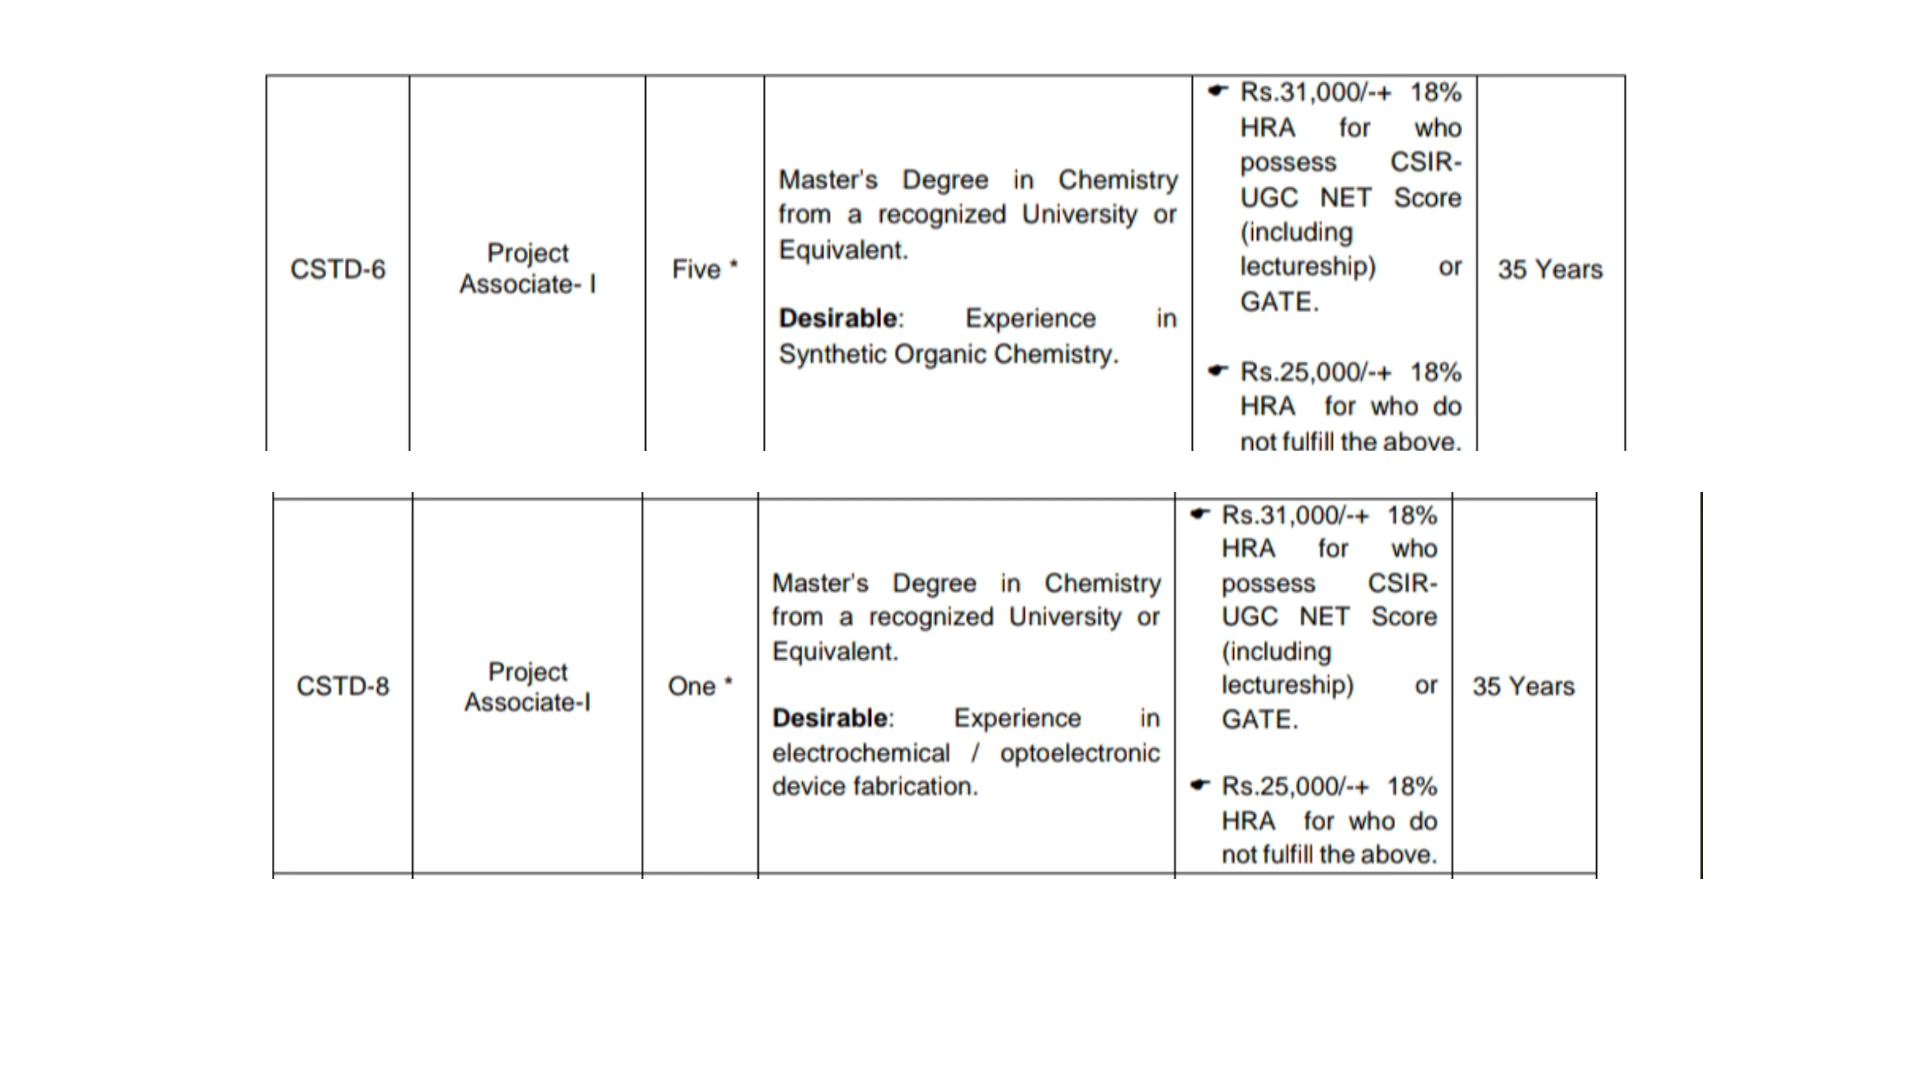 CSTD-6
Project
Associate- I
Five *
Master's Degree in Chemistry
from a recognized University or
Equivalent.
Desirable: Experience in
Synthetic Organic Chemistry.
Rs.31,000/-+ 18%
HRA for who
possess CSIR-
UGC NET Score
(including
lectureship) or
GATE.
Rs.25,000/-+ 18%
HRA for who do
not fulfill the above.
35 Years
CSTD-8
Project
Associate-I
One *
Master's Degree in Chemistry
from a recognized University or
Equivalent.
Desirable: Experience in
electrochemical / optoelectronic
device fabrication.
Rs.31,000/-+ 18%
HRA for who
possess CSIR-
UGC NET Score
(including
lectureship) or
GATE.
Rs.25,000/-+ 18%
HRA for who do
not fulfill the above.
35 Years